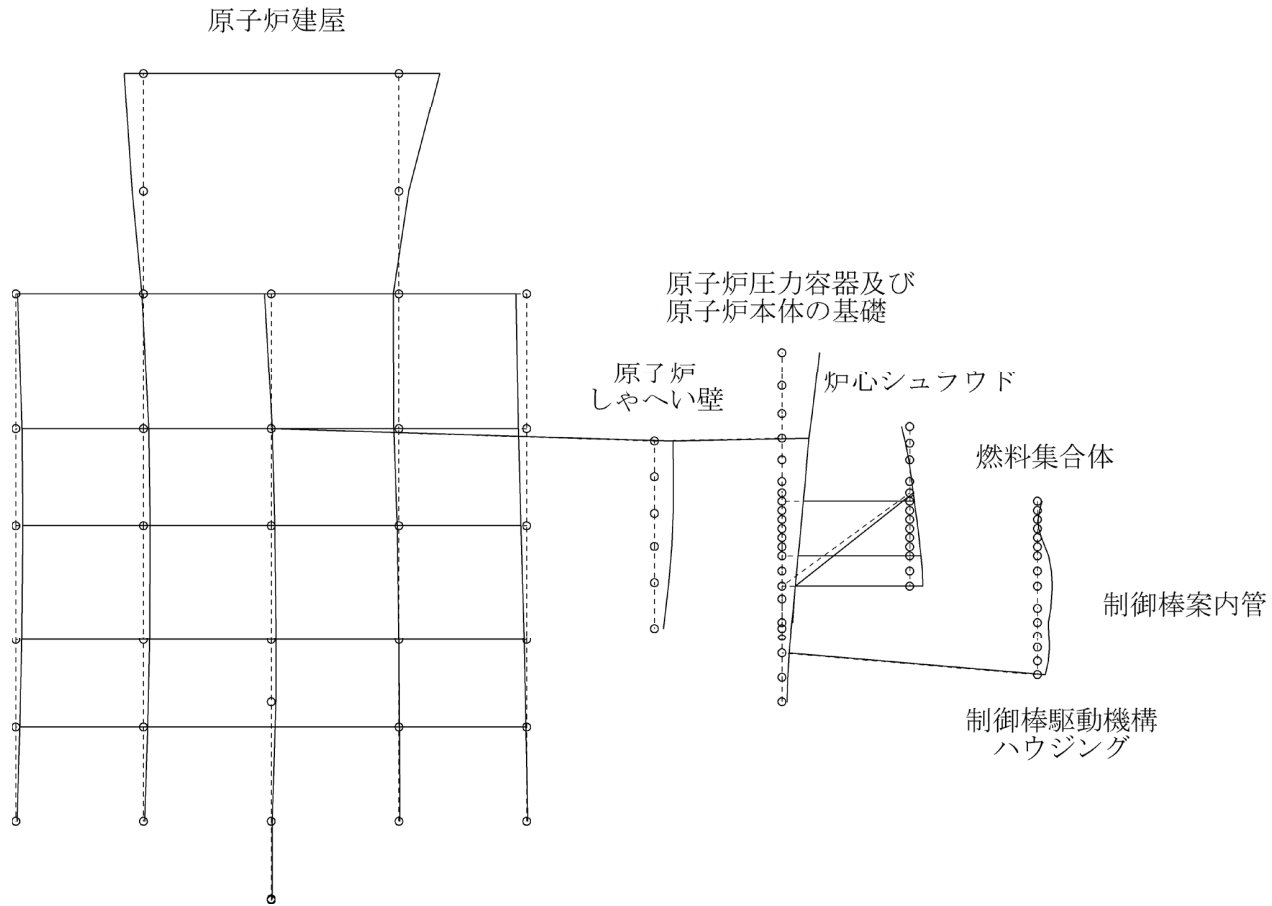 原子炉建屋
原子炉圧力容器及び
原子炉本体の基礎
原子炉
しゃへい壁
炉心シュラウド
燃料集合体
制御棒案内管
制御棒駆動機構
ハウジング